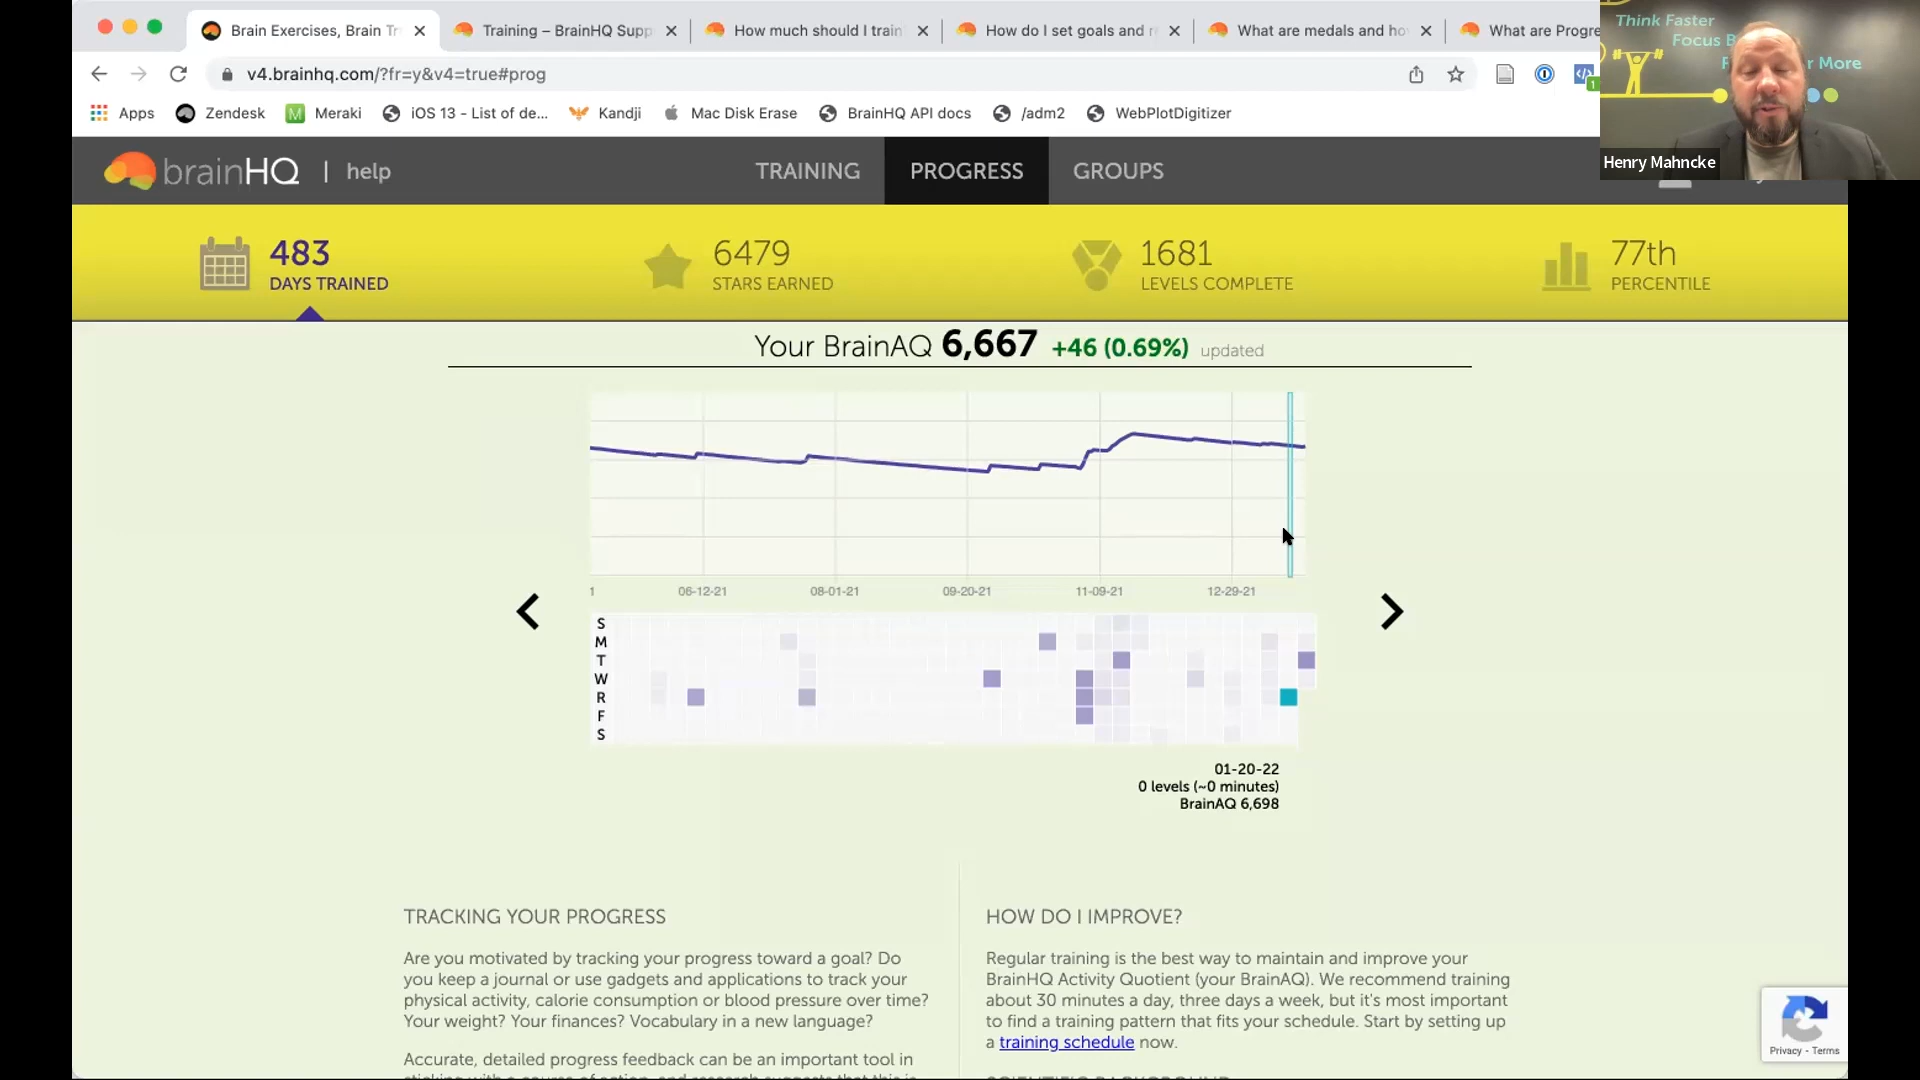 Brain Exercises, Brain Tr
Training – BrainHQ Supp
How much should I train
How do I set goals and r
What are medals and ho
What are Progre
v4.brainhq.com/?fr=y&v4=true#prog
Apps
Zendesk
Meraki
iOS 13 - List of de...
Kandji
Mac Disk Erase
BrainHQ API docs
/adm2
WebPlotDigitizer
1
Think Faster
Focus B
r More
Henry Mahncke
brainHQ | help
TRAINING
PROGRESS
GROUPS
483
DAYS TRAINED
6479
STARS EARNED
1681
LEVELS COMPLETE
77th
PERCENTILE
Your BrainAQ 6,667 +46 (0.69%) updated
1 06-12-21 08-01-21 09-20-21 11-09-21 12-29-21
S
M
T
W
R
F
S
01-20-22
0 levels (~0 minutes)
BrainAQ 6,698
TRACKING YOUR PROGRESS
Are you motivated by tracking your progress toward a goal? Do
you keep a journal or use gadgets and applications to track your
physical activity, calorie consumption or blood pressure over time?
Your weight? Your finances? Vocabulary in a new language?
Accurate, detailed progress feedback can be an important tool in
HOW DO I IMPROVE?
Regular training is the best way to maintain and improve your
BrainHQ Activity Quotient (your BrainAQ). We recommend training
about 30 minutes a day, three days a week, but it's most important
to find a training pattern that fits your schedule. Start by setting up
a training schedule now.
Privacy - Terms